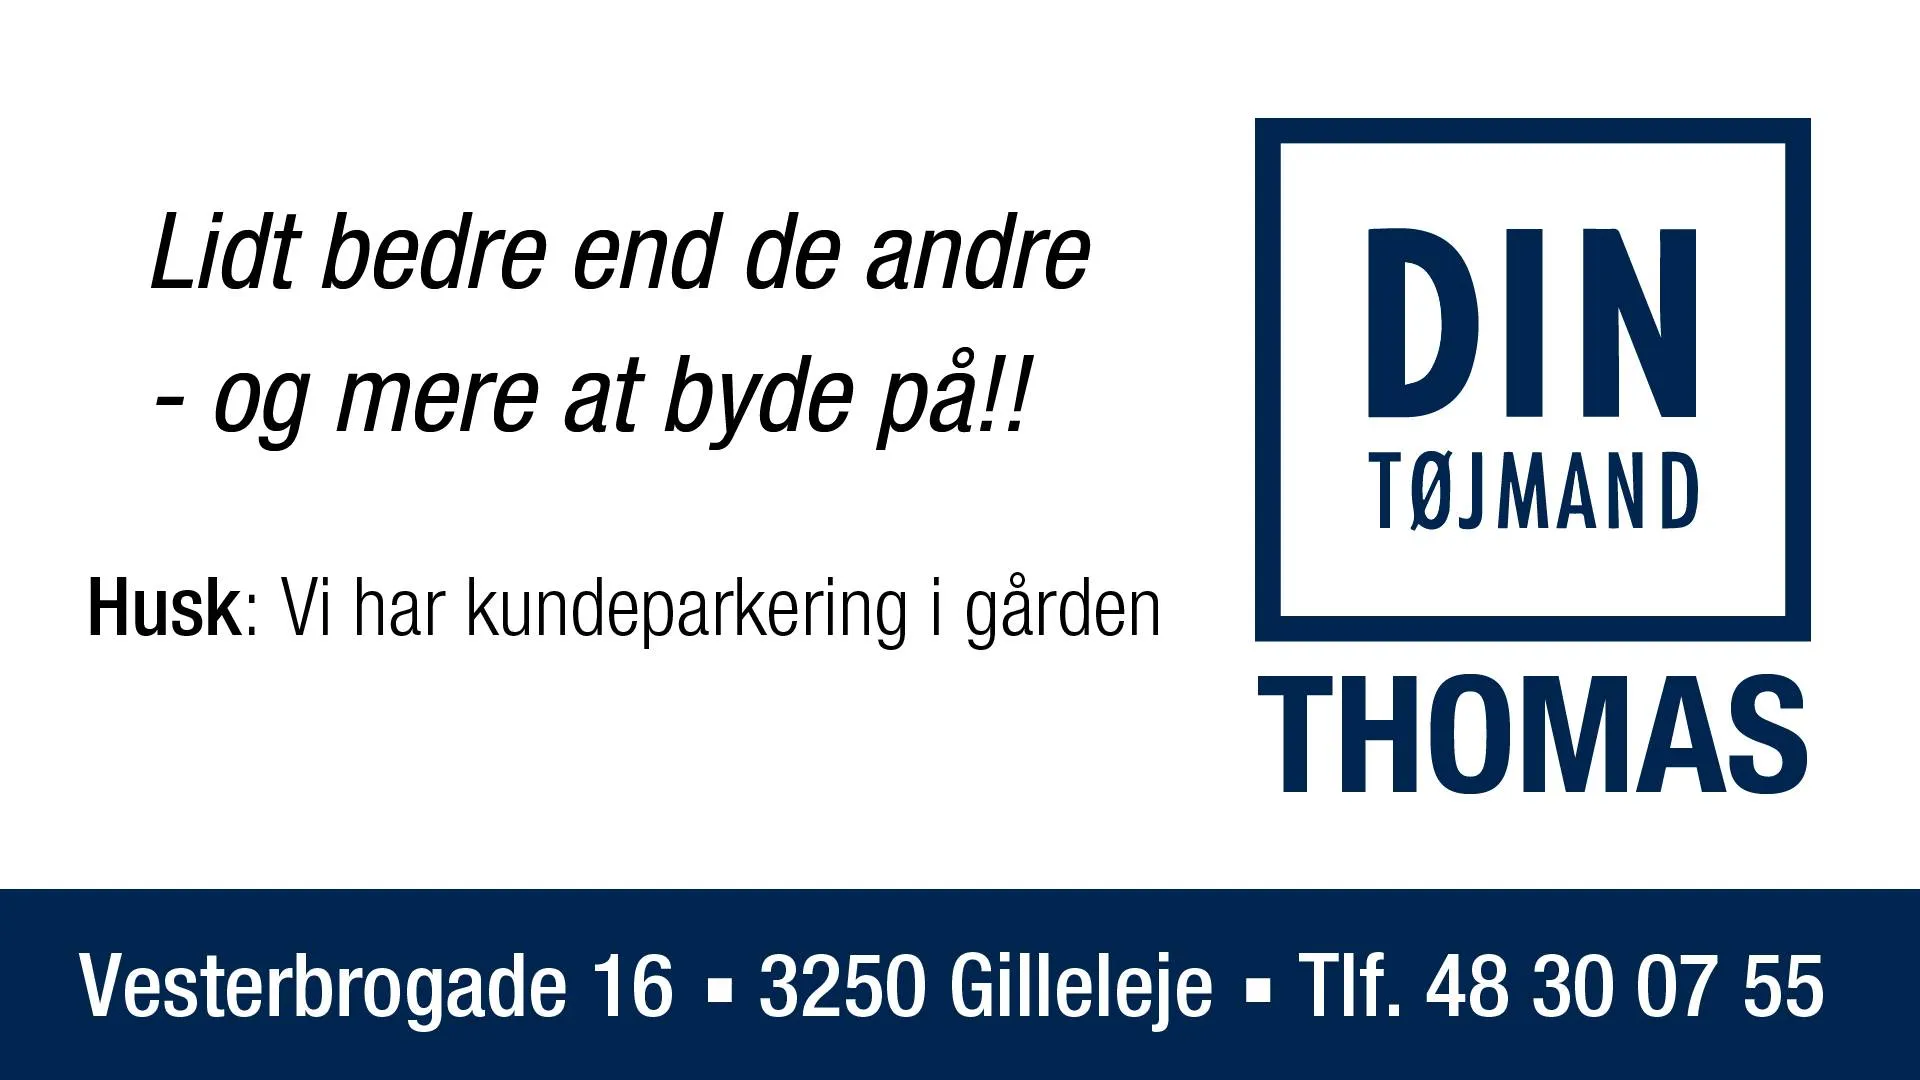 Lidt bedre end de andre
- og mere at byde på!!
Husk: Vi har kundeparkering i gården
DIN
TØJMAND
THOMAS
Vesterbrogade 16 ▪ 3250 Gilleleje ▪ Tlf. 48 30 07 55